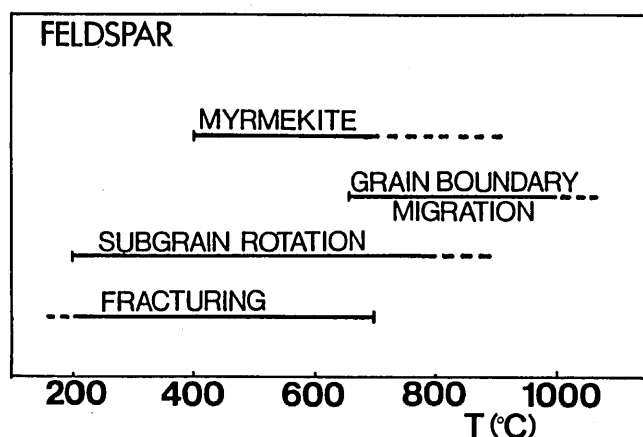 FELDSPAR
MYRMEKITE
GRAIN BOUNDARY
MIGRATION
SUBGRAIN ROTATION
FRACTURING
200 400 600 800 1000
T (°C)